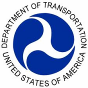 DEPARTMENT OF TRANSPORTATION
UNITED STATES OF AMERICA